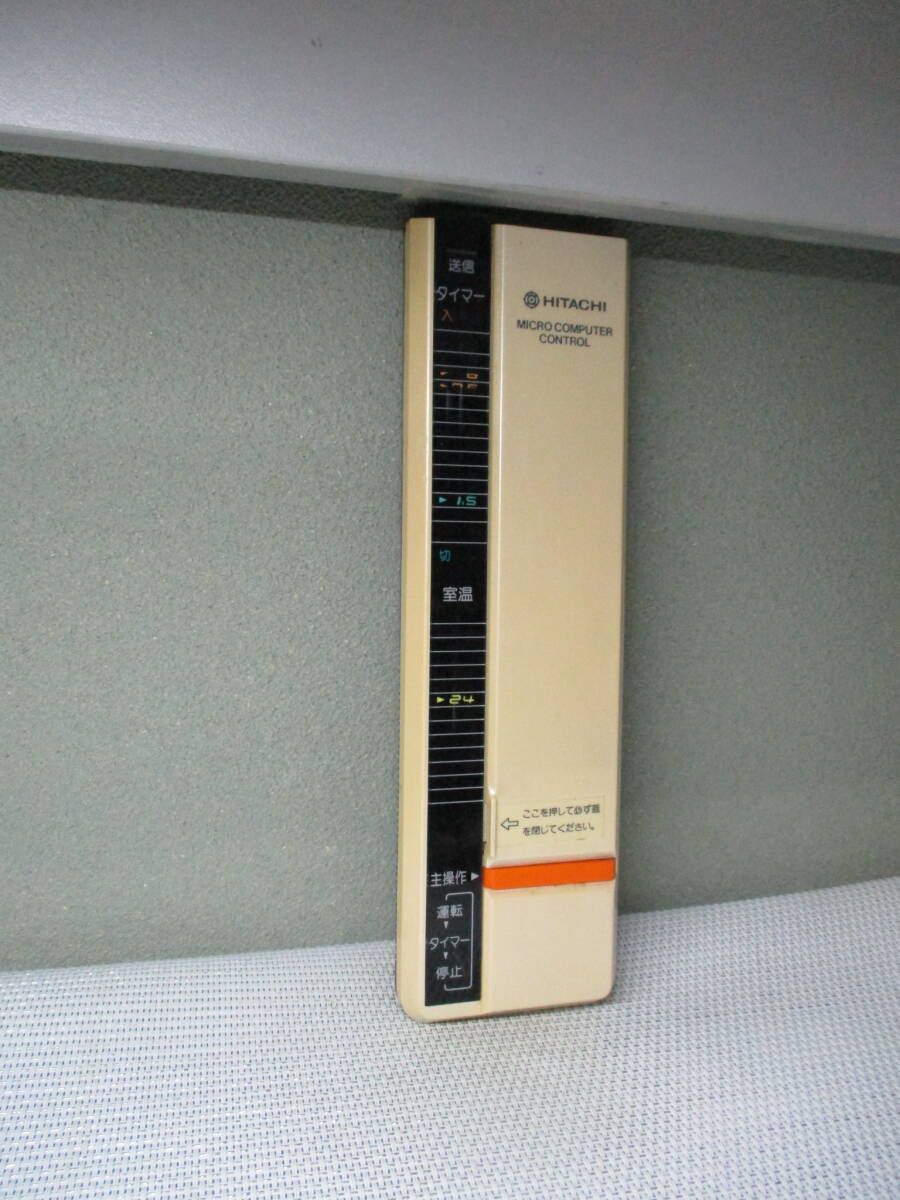 送信
タイマー
入
▶ 1.5
切
室温
▶ 24
主操作▶
運転
▼
タイマー
▼
停止
HITACHI
MICRO COMPUTER
CONTROL
ここを押して必ず蓋
を閉じてください。